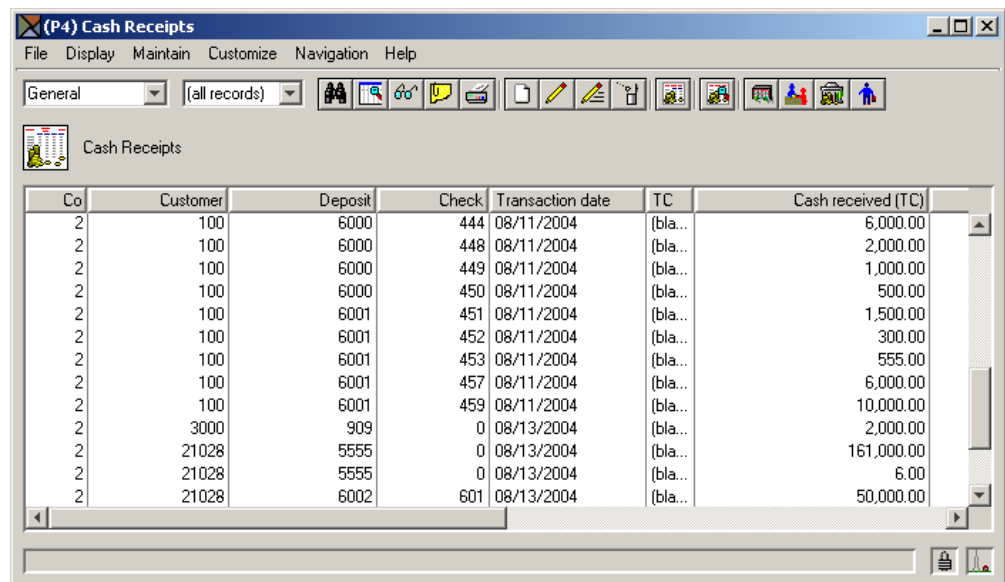 (P4) Cash Receipts
File Display Maintain Customize Navigation Help
General (all records)
Cash Receipts
Co Customer Deposit Check Transaction date TC Cash received (TC)
2 100 6000 444 08/11/2004 (bla... 6,000.00
2 100 6000 448 08/11/2004 (bla... 2,000.00
2 100 6000 449 08/11/2004 (bla... 1,000.00
2 100 6000 450 08/11/2004 (bla... 500.00
2 100 6001 451 08/11/2004 (bla... 1,500.00
2 100 6001 452 08/11/2004 (bla... 300.00
2 100 6001 453 08/11/2004 (bla... 555.00
2 100 6001 457 08/11/2004 (bla... 6,000.00
2 100 6001 459 08/11/2004 (bla... 10,000.00
2 3000 909 0 08/13/2004 (bla... 2,000.00
2 21028 5555 0 08/13/2004 (bla... 161,000.00
2 21028 5555 0 08/13/2004 (bla... 6.00
2 21028 6002 601 08/13/2004 (bla... 50,000.00